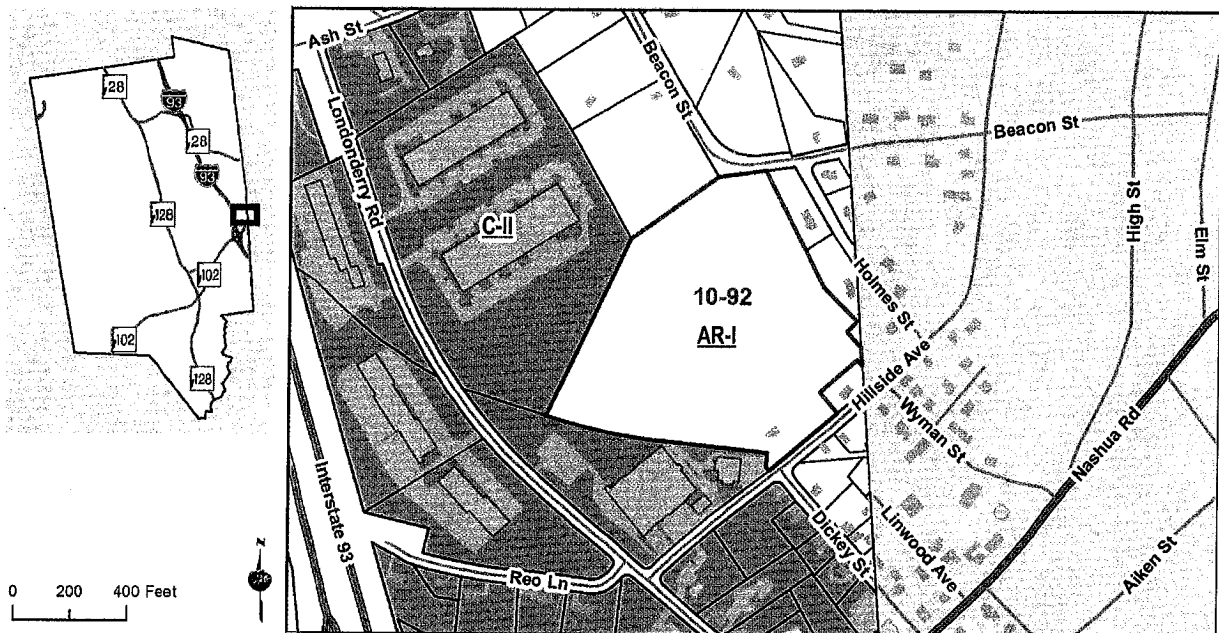 28
93
28
93
128
102
102
128
0 200 400 Feet
Ash St
Londonderry Rd
Beacon St
Beacon St
High St
Elm St
C-II
10-92
AR-I
Holmes St
Hillside Ave
Wyman St
Nashua Rd
Interstate 93
Reo Ln
Dickey St
Linwood Ave
Aiken St